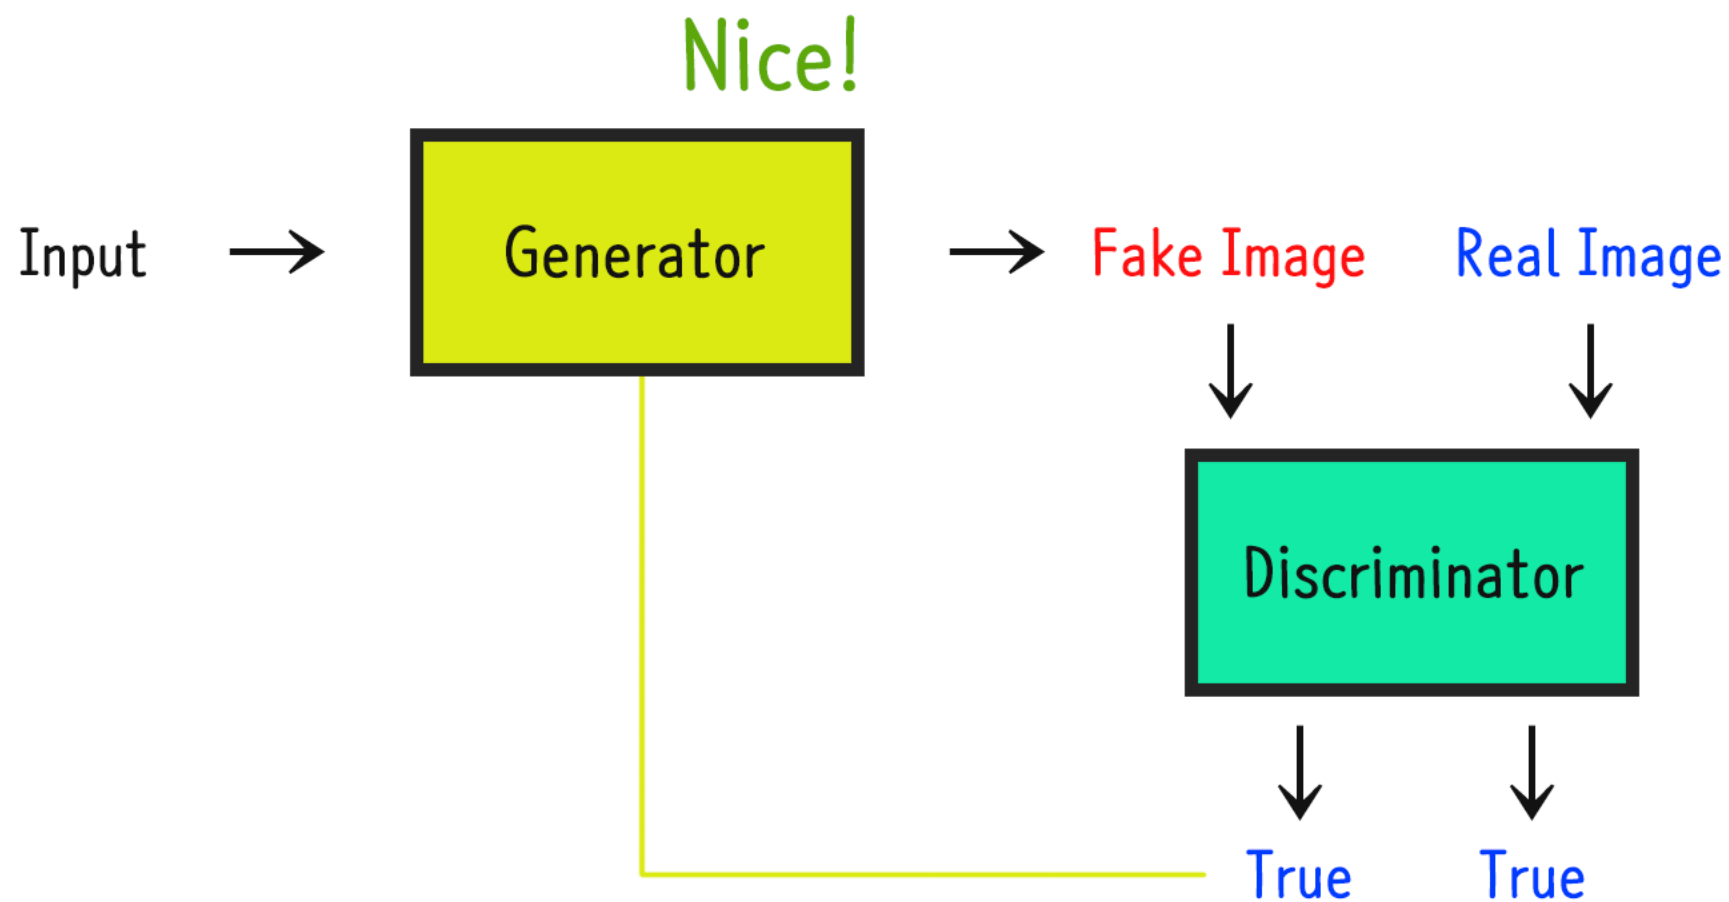 Nice!
Input
Generator
Fake Image
Real Image
Discriminator
True
True